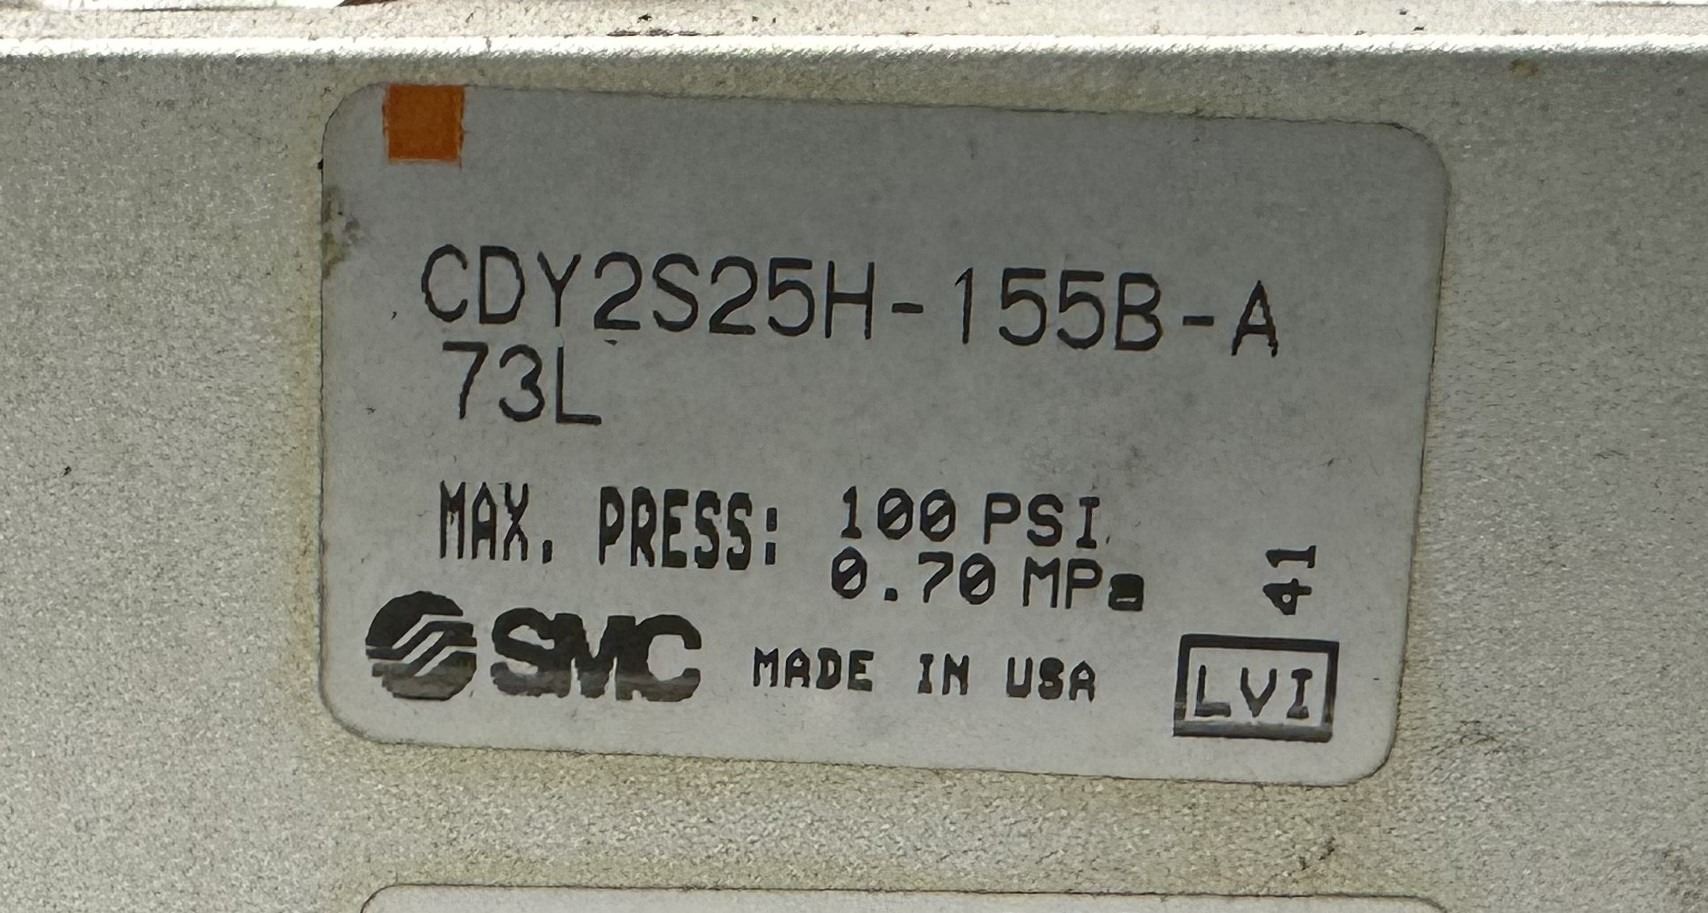 CDY2S25H-155B-A
73L
MAX. PRESS: 100 PSI
0.70 MPa
41
SMC MADE IN USA
LVI